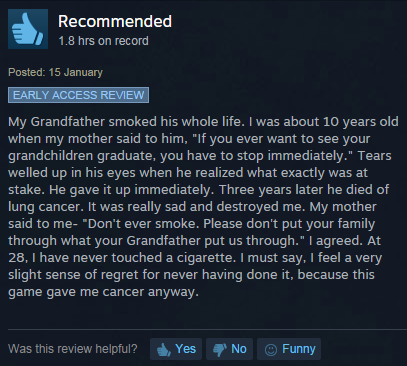 Recommended
1.8 hrs on record
Posted: 15 January
EARLY ACCESS REVIEW
My Grandfather smoked his whole life. I was about 10 years old
when my mother said to him, "If you ever want to see your
grandchildren graduate, you have to stop immediately." Tears
welled up in his eyes when he realized what exactly was at
stake. He gave it up immediately. Three years later he died of
lung cancer. It was really sad and destroyed me. My mother
said to me- "Don't ever smoke. Please don't put your family
through what your Grandfather put us through." I agreed. At
28, I have never touched a cigarette. I must say, I feel a very
slight sense of regret for never having done it, because this
game gave me cancer anyway.
Was this review helpful? Yes No Funny